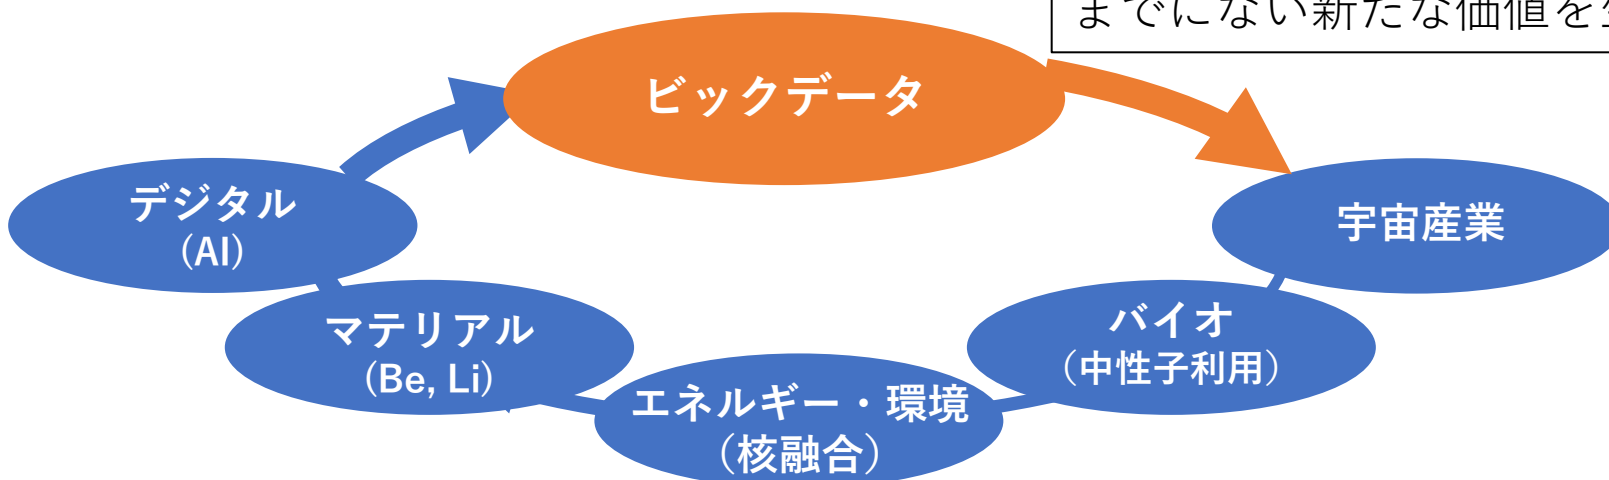 までにない新たな価値を
ビックデータ
デジタル
(AI)
宇宙産業
マテリアル
(Be, Li)
バイオ
（中性子利用）
エネルギー・環境
（核融合）